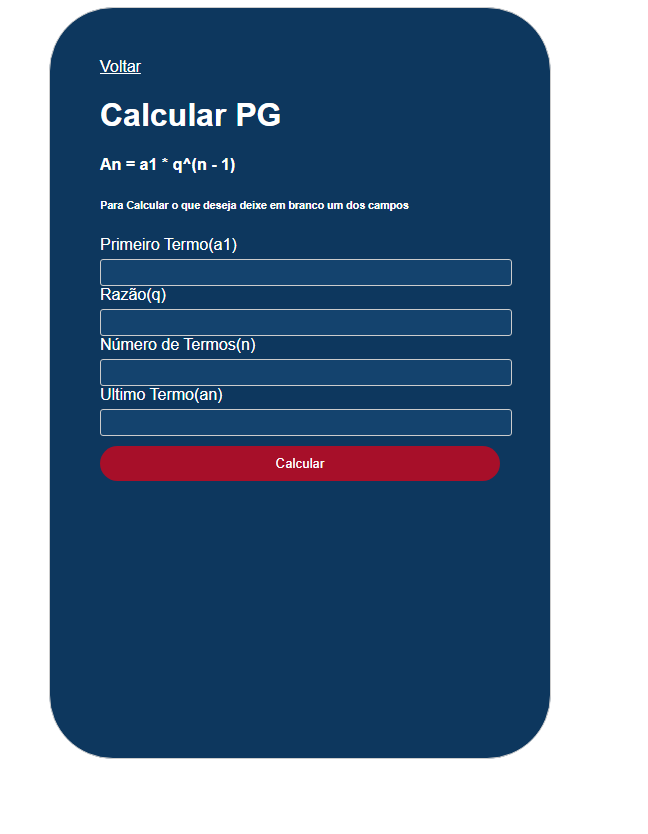 Voltar
Calcular PG
An = a1 * q^(n - 1)
Para Calcular o que deseja deixe em branco um dos campos
Primeiro Termo(a1)
Razão(q)
Número de Termos(n)
Ultimo Termo(an)
Calcular